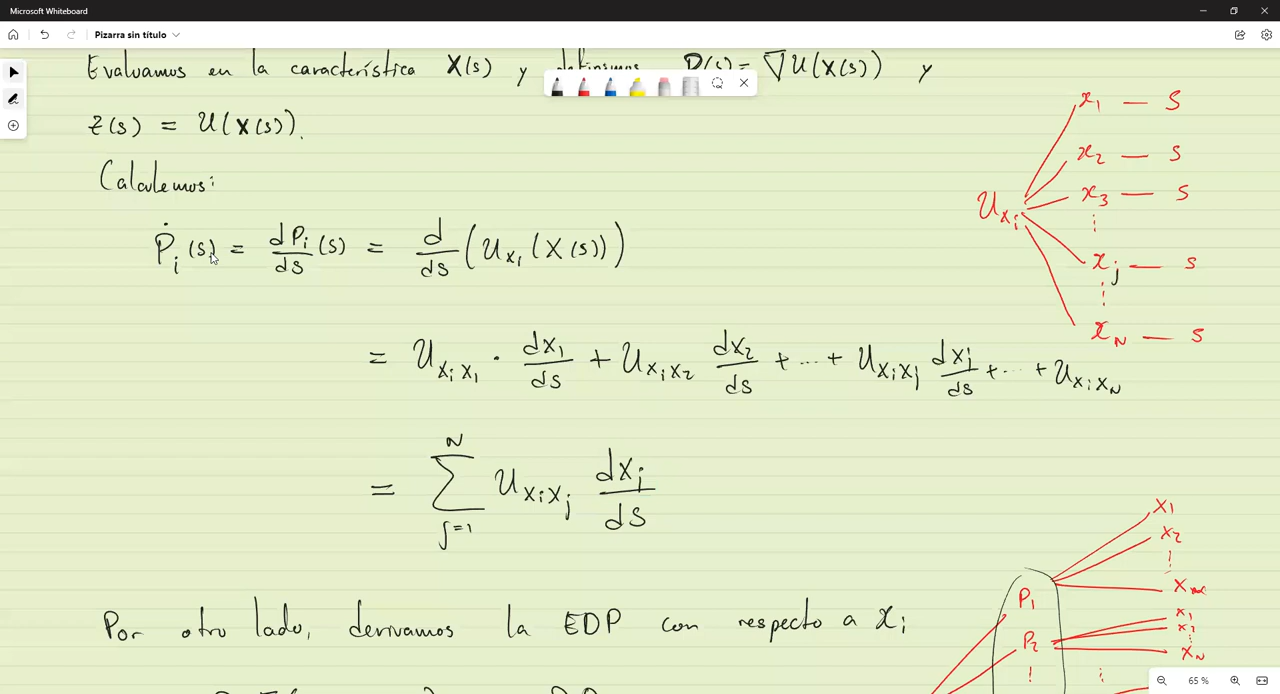 Microsoft Whiteboard
Pizarra sin título
Evaluamos en la característica X(s) y definimos P(s) = ∇U(X(s)) y
Z(s) = U(X(s)).
Calculemos:
Ṗi(s) = dPi/ds (s) = d/ds (Uxi(X(s)))
= Uxix1 · dx1/ds + Uxix2 dx2/ds + ... + Uxixj dxj/ds + ... + UxixN
= ∑ j=1 N Uxixj dxj/ds
Por otro lado, derivamos la EDP con respecto a xi
Uxi
x1 — s
x2 — s
x3 — s
⋮
xj — s
⋮
xN — s
P1
P2
⋮
x1
x2
⋮
x1
x2
⋮
xN
65 %